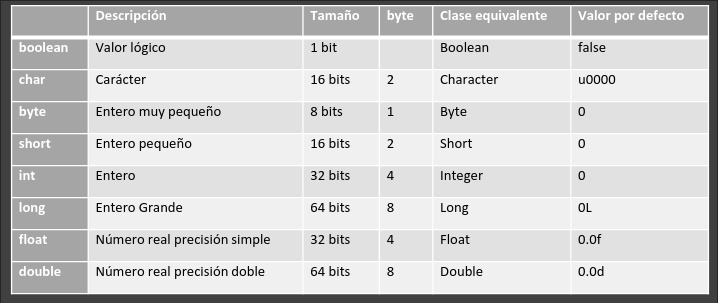 Descripción Tamaño byte Clase equivalente Valor por defecto
boolean Valor lógico 1 bit Boolean false
char Carácter 16 bits 2 Character u0000
byte Entero muy pequeño 8 bits 1 Byte 0
short Entero pequeño 16 bits 2 Short 0
int Entero 32 bits 4 Integer 0
long Entero Grande 64 bits 8 Long 0L
float Número real precisión simple 32 bits 4 Float 0.0f
double Número real precisión doble 64 bits 8 Double 0.0d